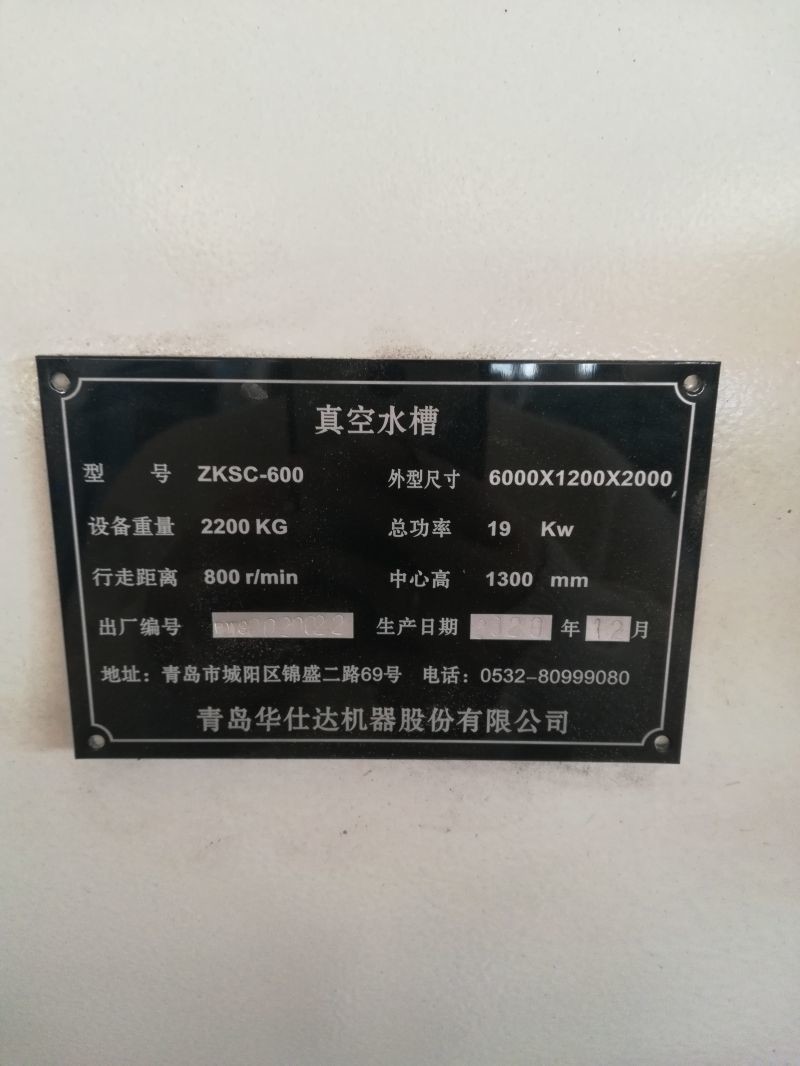 真空水槽
型 号 ZKSC-600 外型尺寸 6000X1200X2000
设备重量 2200 KG 总功率 19 Kw
行走距离 800 r/min 中心高 1300 mm
出厂编号 生产日期 2020 年 12 月
地址：青岛市城阳区锦盛二路69号 电话：0532-80999080
青岛华仕达机器股份有限公司